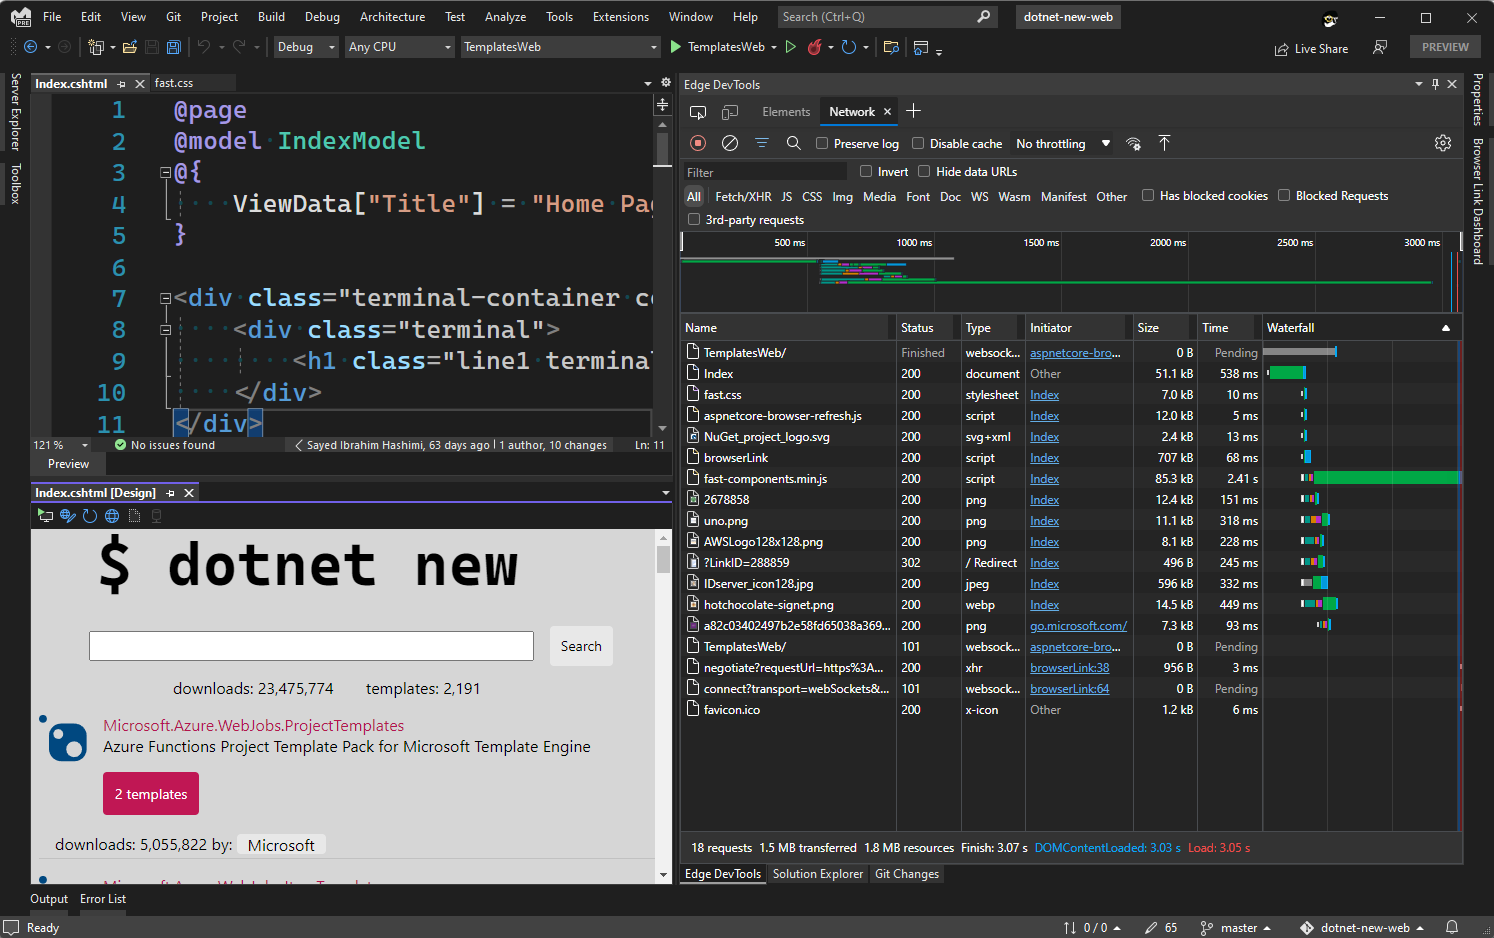 File Edit View Git Project Build Debug Architecture Test Analyze Tools Extensions Window Help Search (Ctrl+Q) dotnet-new-web
Debug Any CPU TemplatesWeb TemplatesWeb Live Share PREVIEW
Server Explorer
Toolbox
Index.cshtml fast.css
1 @page
2 @model IndexModel
3 @{
4 ViewData["Title"] = "Home Pa
5 }
6
7 <div class="terminal-container c
8 <div class="terminal">
9 <h1 class="line1 terminal
10 </div>
11 </div>
121 % No issues found Sayed Ibrahim Hashimi, 63 days ago | 1 author, 10 changes Ln: 11
Preview
Index.cshtml [Design]
$ dotnet new
Search
downloads: 23,475,774 templates: 2,191
Microsoft.Azure.WebJobs.ProjectTemplates
Azure Functions Project Template Pack for Microsoft Template Engine
2 templates
downloads: 5,055,822 by: Microsoft
Edge DevTools
Elements Network
Preserve log Disable cache No throttling
Filter Invert Hide data URLs
All Fetch/XHR JS CSS Img Media Font Doc WS Wasm Manifest Other Has blocked cookies Blocked Requests
3rd-party requests
500 ms 1000 ms 1500 ms 2000 ms 2500 ms 3000 ms
Name Status Type Initiator Size Time Waterfall
TemplatesWeb/ Finished websock... aspnetcore-bro... 0 B Pending
Index 200 document Other 51.1 kB 538 ms
fast.css 200 stylesheet Index 7.0 kB 10 ms
aspnetcore-browser-refresh.js 200 script Index 12.0 kB 5 ms
NuGet_project_logo.svg 200 svg+xml Index 2.4 kB 13 ms
browserLink 200 script Index 707 kB 68 ms
fast-components.min.js 200 script Index 85.3 kB 2.41 s
2678858 200 png Index 12.4 kB 151 ms
uno.png 200 png Index 11.1 kB 318 ms
AWSLogo128x128.png 200 png Index 8.1 kB 228 ms
?LinkID=288859 302 / Redirect Index 496 B 245 ms
IDserver_icon128.jpg 200 jpeg Index 596 kB 332 ms
hotchocolate-signet.png 200 webp Index 14.5 kB 449 ms
a82c03402497b2e58fd65038a369... 200 png go.microsoft.com/ 7.3 kB 93 ms
TemplatesWeb/ 101 websock... aspnetcore-bro... 0 B Pending
negotiate?requestUrl=https%3A... 200 xhr browserLink:38 956 B 3 ms
connect?transport=webSockets&... 101 websock... browserLink:64 0 B Pending
favicon.ico 200 x-icon Other 1.2 kB 6 ms
18 requests 1.5 MB transferred 1.8 MB resources Finish: 3.07 s DOMContentLoaded: 3.03 s Load: 3.05 s
Edge DevTools Solution Explorer Git Changes
Properties
Browser Link Dashboard
Output Error List
Ready 0 / 0 65 master dotnet-new-web